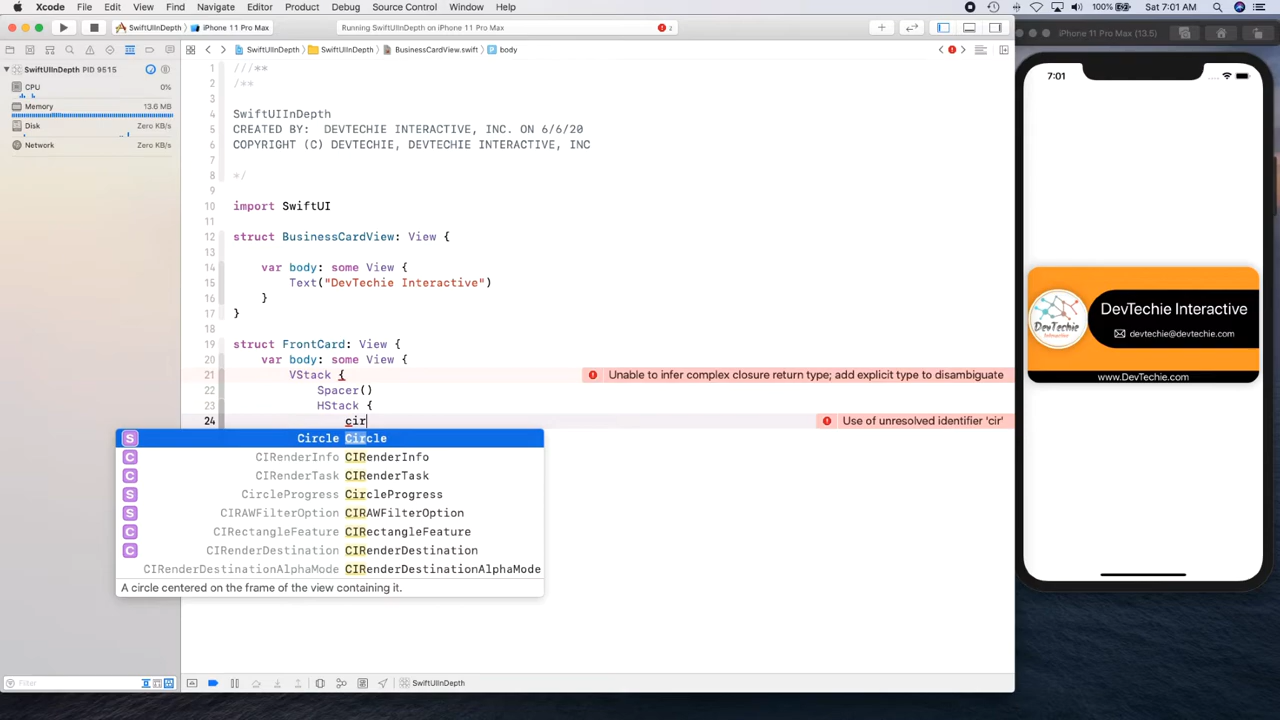 Xcode File Edit View Find Navigate Editor Product Debug Source Control Window Help 100% Sat 7:01 AM
SwiftUIInDepth iPhone 11 Pro Max Running SwiftUIInDepth on iPhone 11 Pro Max 2
iPhone 11 Pro Max (13.5)
SwiftUIInDepth SwiftUIInDepth BusinessCardView.swift body
SwiftUIInDepth PID 9515
CPU 0%
Memory 13.6 MB
Disk Zero KB/s
Network Zero KB/s
1 ///**
2 /**
3
4 SwiftUIInDepth
5 CREATED BY:  DEVTECHIE INTERACTIVE, INC. ON 6/6/20
6 COPYRIGHT (C) DEVTECHIE, DEVTECHIE INTERACTIVE, INC
7
8 */
9
10 import SwiftUI
11
12 struct BusinessCardView: View {
13
14 var body: some View {
15 Text("DevTechie Interactive")
16 }
17 }
18
19 struct FrontCard: View {
20 var body: some View {
21 VStack { Unable to infer complex closure return type; add explicit type to disambiguate
22 Spacer()
23 HStack {
24 cir Use of unresolved identifier 'cir'
S Circle Circle
C CIRenderInfo CIRenderInfo
C CIRenderTask CIRenderTask
S CircleProgress CircleProgress
S CIRAWFilterOption CIRAWFilterOption
C CIRectangleFeature CIRectangleFeature
C CIRenderDestination CIRenderDestination
CIRenderDestinationAlphaMode CIRenderDestinationAlphaMode
A circle centered on the frame of the view containing it.
Filter
SwiftUIInDepth
7:01
DevTechie
Interactive
DevTechie Interactive
devtechie@devtechie.com
www.DevTechie.com